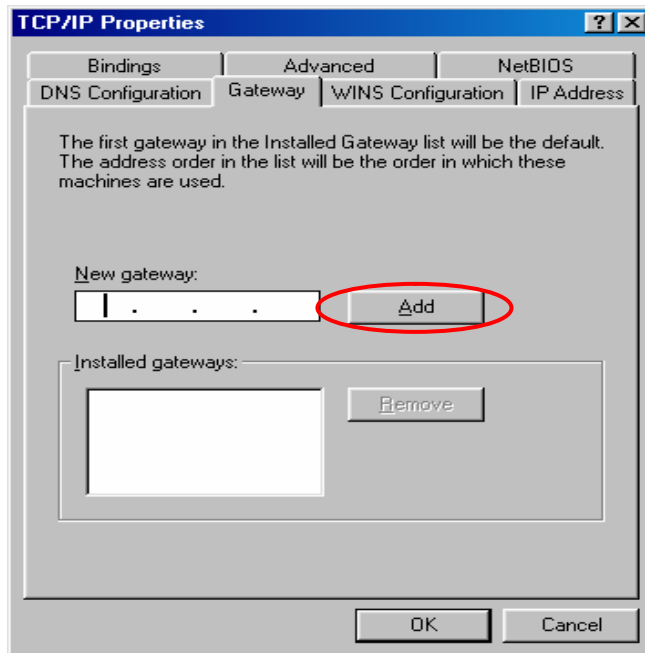 TCP/IP Properties
Bindings
Advanced
NetBIOS
DNS Configuration
Gateway
WINS Configuration
IP Address
The first gateway in the Installed Gateway list will be the default.
The address order in the list will be the order in which these
machines are used.
New gateway:
. . .
Add
Installed gateways:
Remove
OK
Cancel